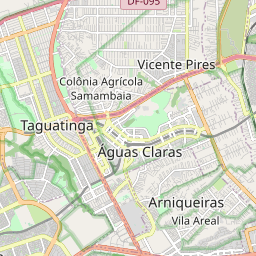 DF-095
Vicente Pires
Colônia Agrícola
Samambaia
Taguatinga
Águas Claras
Arniqueiras
Vila Areal